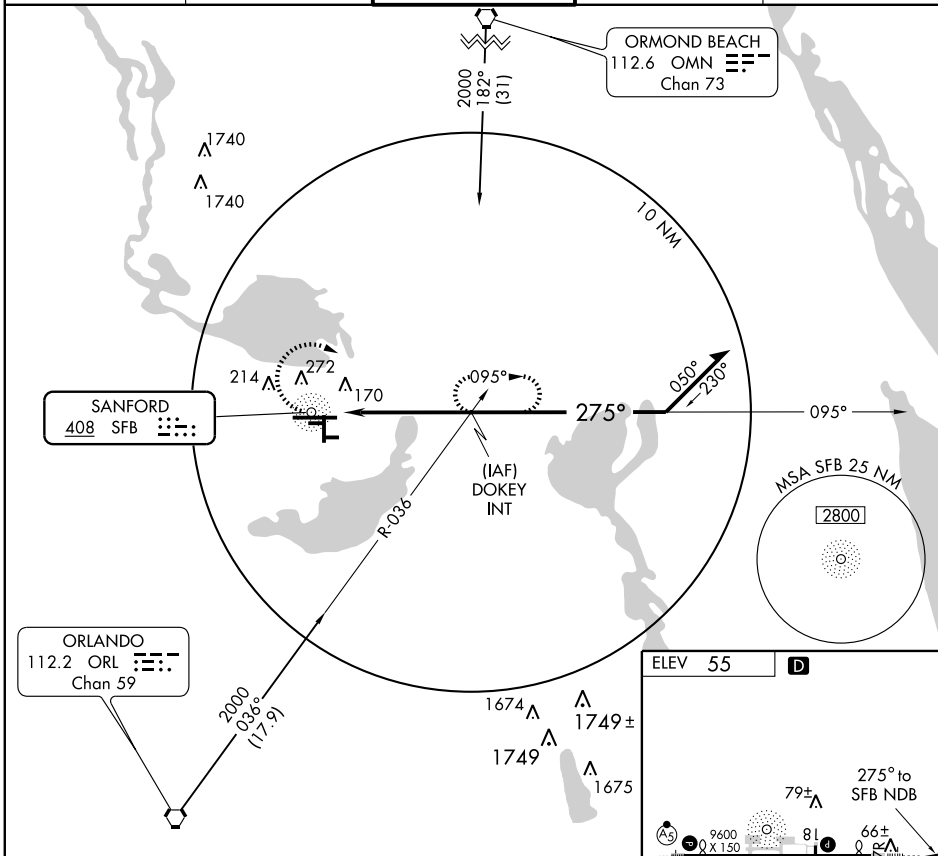 ORMOND BEACH
112.6 OMN
Chan 73
2000
182°
(31)
1740
1740
10 NM
214
272
170
095°
050°
230°
SANFORD
408 SFB
275°
095°
(IAF)
DOKEY
INT
R-036
MSA SFB 25 NM
2800
ORLANDO
112.2 ORL
Chan 59
2000
036°
(17.9)
1674
1749±
1749
1675
ELEV 55
D
275° to
SFB NDB
79±
A5
P
9600
X 150
18
P
66±